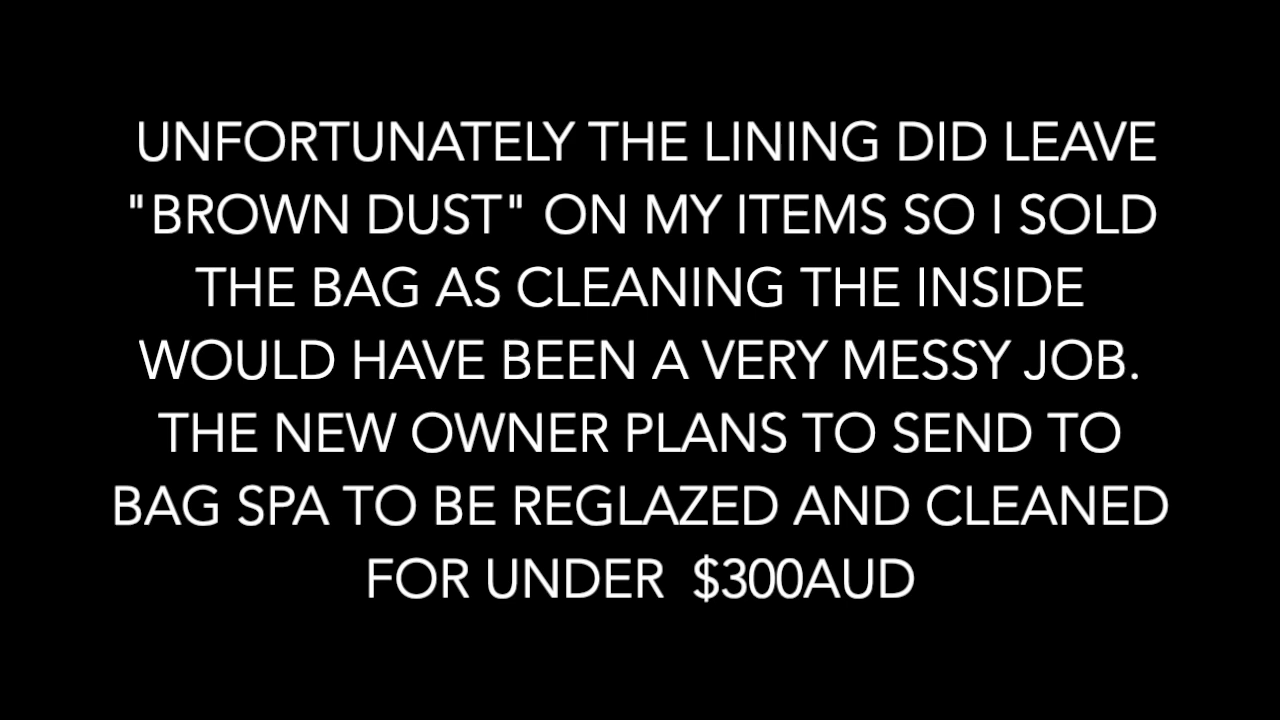 UNFORTUNATELY THE LINING DID LEAVE
"BROWN DUST" ON MY ITEMS SO I SOLD
THE BAG AS CLEANING THE INSIDE
WOULD HAVE BEEN A VERY MESSY JOB.
THE NEW OWNER PLANS TO SEND TO
BAG SPA TO BE REGLAZED AND CLEANED
FOR UNDER  $300AUD